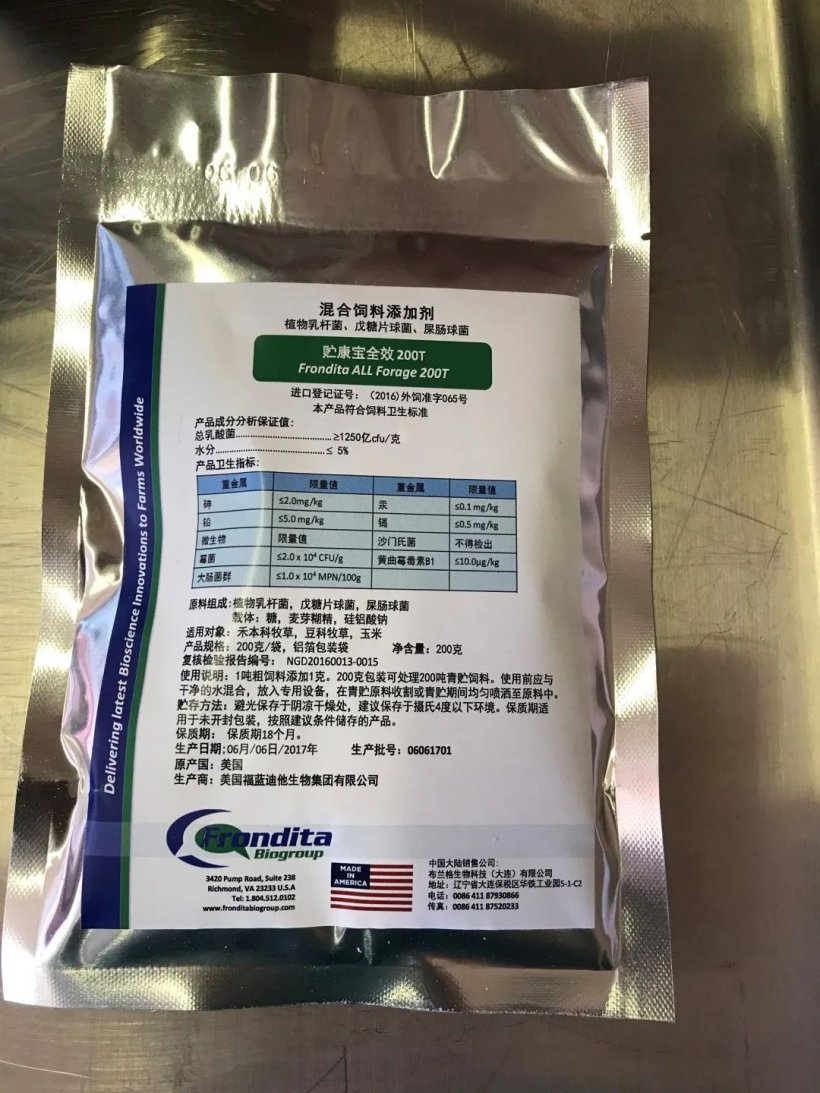 06 06
混合饲料添加剂
植物乳杆菌、戊糖片球菌、屎肠球菌
贮康宝全效 200T
Frondita ALL Forage 200T
进口登记证号：（2016)外饲准字065号
本产品符合饲料卫生标准
产品成分分析保证值：
总乳酸菌...................................≥1250亿cfu/克
水分........................................≤ 5%
产品卫生指标：
重金属 限量值 重金属 限量值
砷 ≤2.0mg/kg 汞 ≤0.1 mg/kg
铅 ≤5.0 mg/kg 镉 ≤0.5 mg/kg
微生物 限量值 沙门氏菌 不得检出
霉菌 ≤2.0 x 10⁴ CFU/g 黄曲霉毒素B1 ≤10.0μg/kg
大肠菌群 ≤1.0 x 10⁴ MPN/100g
原料组成：植物乳杆菌，戊糖片球菌，屎肠球菌
载体：糖，麦芽糊精，硅铝酸钠
适用对象：禾本科牧草，豆科牧草，玉米
产品规格：200克/袋，铝箔包装袋 净含量：200克
复核检验报告编号： NGD20160013-0015
使用说明：1吨粗饲料添加1克。200克包装可处理200吨青贮饲料。使用前应与
干净的水混合，放入专用设备，在青贮原料收割或青贮期间均匀喷洒至原料中。
贮存方法：避光保存于阴凉干燥处，建议保存于摄氏4度以下环境。保质期适
用于未开封包装，按照建议条件储存的产品。
保质期： 保质期18个月。
生产日期;06月/06日/2017年 生产批号：06061701
原产国：美国
生产商：美国福蓝迪他生物集团有限公司
Delivering latest Bioscience Innovations to Farms Worldwide
Frondita
Biogroup
3420 Pump Road, Suite 238
Richmond, VA 23233 U.S.A
Tel: 1.804.512.0102
www.fronditabiogroup.com
MADE
IN
AMERICA
中国大陆销售公司：
布兰格生物科技（大连）有限公司
地址：辽宁省大连保税区华铁工业园5-1-C2
电话：0086 411 87930866
传真：0086 411 87520233